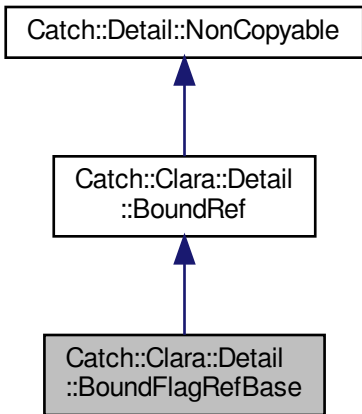 Catch::Detail::NonCopyable
Catch::Clara::Detail
::BoundRef
Catch::Clara::Detail
::BoundFlagRefBase